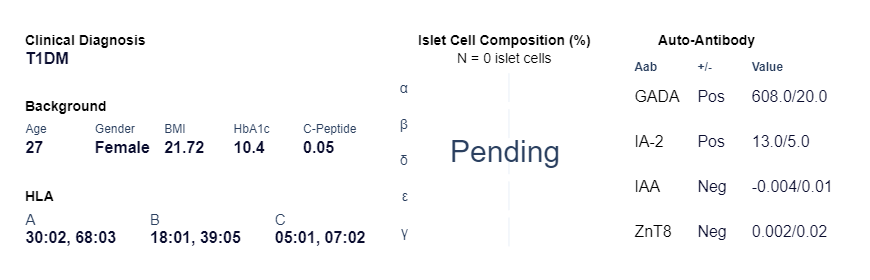 Clinical Diagnosis
T1DM
Background
Age Gender BMI HbA1c C-Peptide
27 Female 21.72 10.4 0.05
HLA
A B C
30:02, 68:03 18:01, 39:05 05:01, 07:02
Islet Cell Composition (%)
N = 0 islet cells
α
β
δ
ε
γ
Pending
Auto-Antibody
Aab +/- Value
GADA Pos 608.0/20.0
IA-2 Pos 13.0/5.0
IAA Neg -0.004/0.01
ZnT8 Neg 0.002/0.02